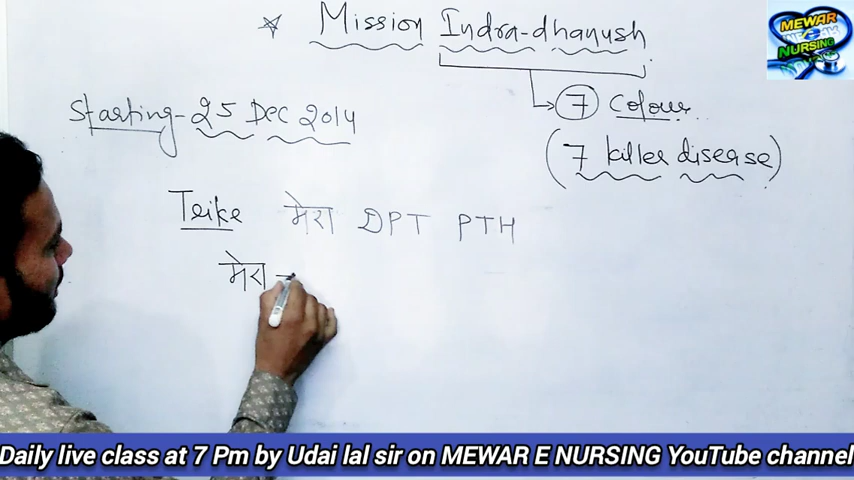 ☆ Mission Indra-dhanush
MEWAR
E
NURSING
Starting - 25 Dec 2014
7 Colour
(7 killer disease)
Trike मेरा DPT PTH
मेरा -
Daily live class at 7 Pm by Udai lal sir on MEWAR E NURSING YouTube channel